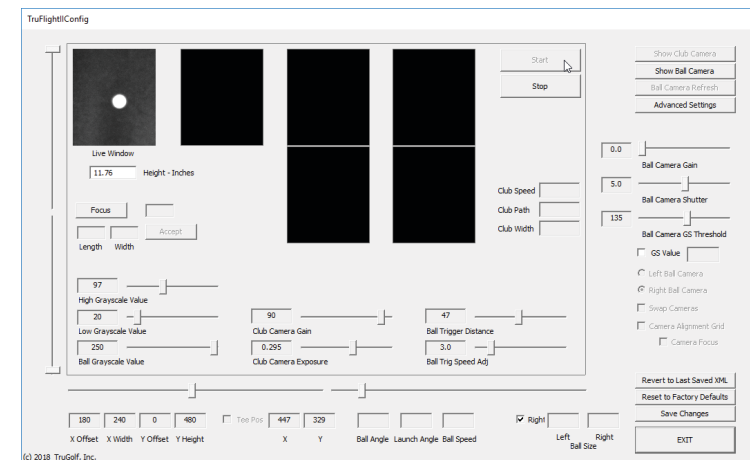 TruFlightIIConfig
Start
Stop
Show Club Camera
Show Ball Camera
Ball Camera Refresh
Advanced Settings
Live Window
11.76 Height - Inches
0.0
Ball Camera Gain
5.0
Ball Camera Shutter
135
Ball Camera GS Threshold
Club Speed
Club Path
Club Width
Focus
Accept
Length Width
GS Value
Left Ball Camera
Right Ball Camera
Swap Cameras
Camera Alignment Grid
Camera Focus
97
High Grayscale Value
20 90 47
Low Grayscale Value Club Camera Gain Ball Trigger Distance
250 0.295 3.0
Ball Grayscale Value Club Camera Exposure Ball Trig Speed Adj
Revert to Last Saved XML
Reset to Factory Defaults
Save Changes
EXIT
180 240 0 480 Tee Pos 447 329 Right
X Offset X Width Y Offset Y Height X Y Ball Angle Launch Angle Ball Speed Left Right
Ball Size
(c) 2018 TruGolf, Inc.